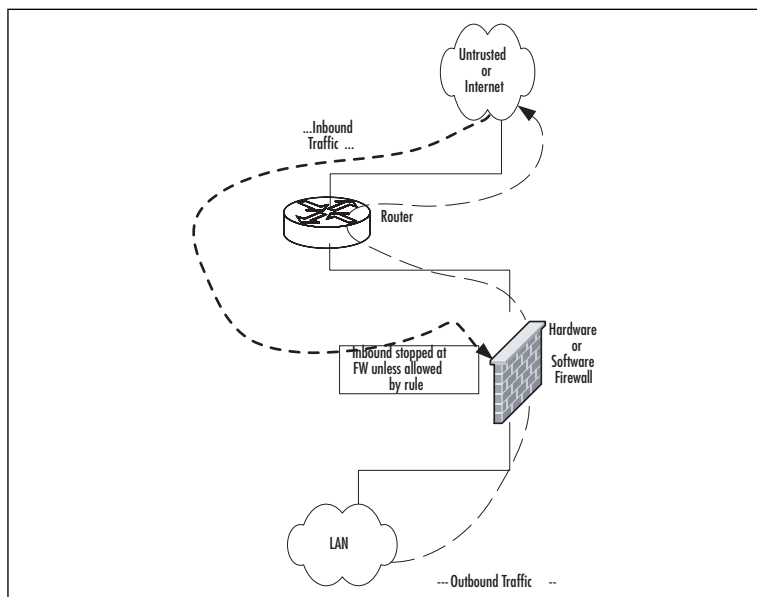 Untrusted
or
Internet
...Inbound
Traffic ...
Router
Hardware
or
Software
Firewall
Inbound stopped at
FW unless allowed
by rule
LAN
--- Outbound Traffic --